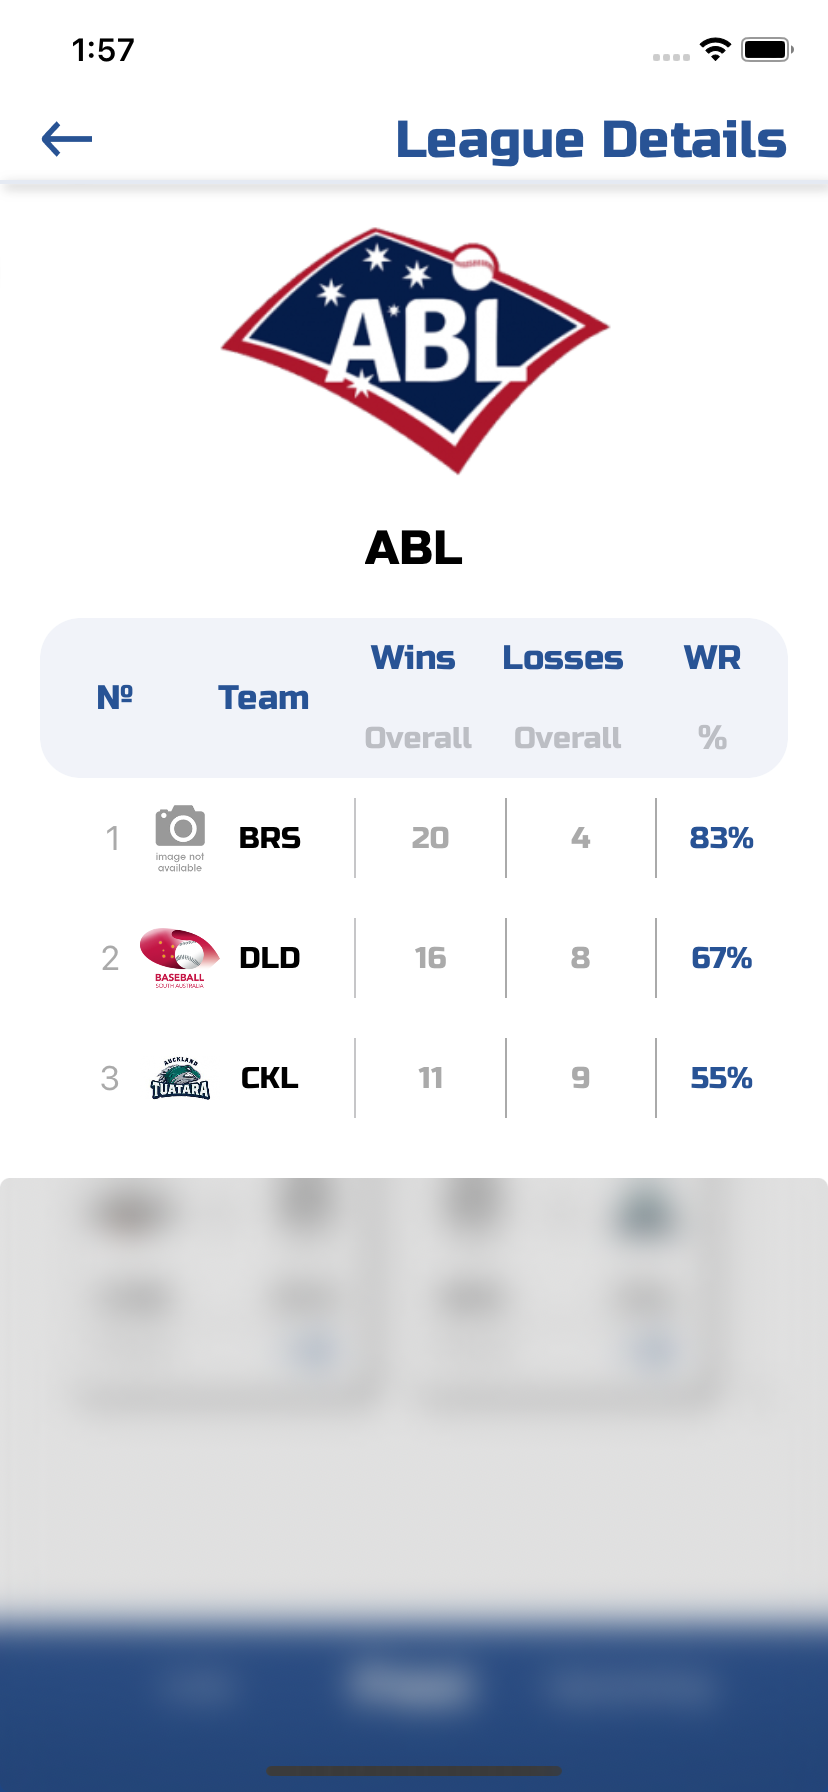 1:57
League Details
ABL
ABL
Nº Team Wins Losses WR
Overall Overall %
1 image not available BRS 20 4 83%
2 BASEBALL SOUTH AUSTRALIA DLD 16 8 67%
3 AUCKLAND TUATARA CKL 11 9 55%